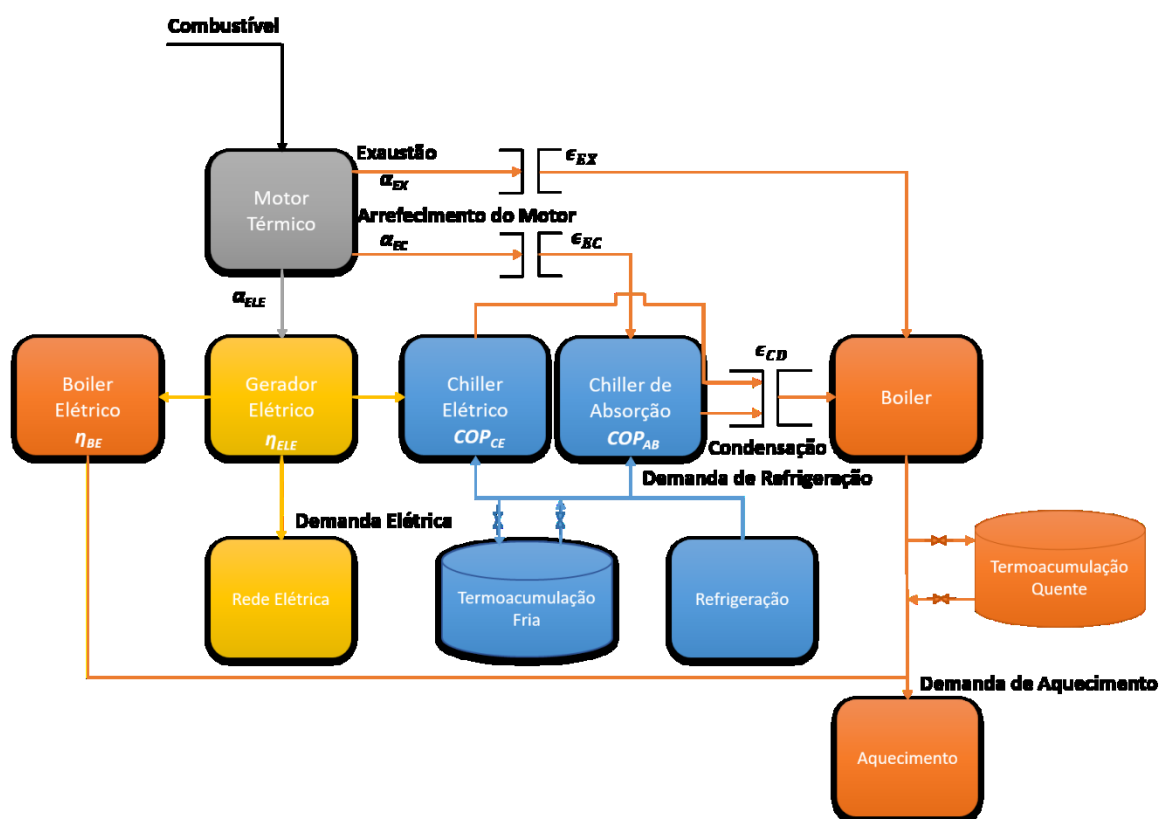 Combustível
Exaustão
α_EX
ϵ_EX
Motor
Térmico
Arrefecimento do Motor
α_EC
ϵ_EC
α_ELE
Boiler
Elétrico
η_BE
Gerador
Elétrico
η_ELE
Chiller
Elétrico
COP_CE
Chiller de
Absorção
COP_AB
ϵ_CD
Boiler
Condensação
Demanda de Refrigeração
Demanda Elétrica
Rede Elétrica
Termoacumulação
Fria
Refrigeração
Termoacumulação
Quente
Demanda de Aquecimento
Aquecimento